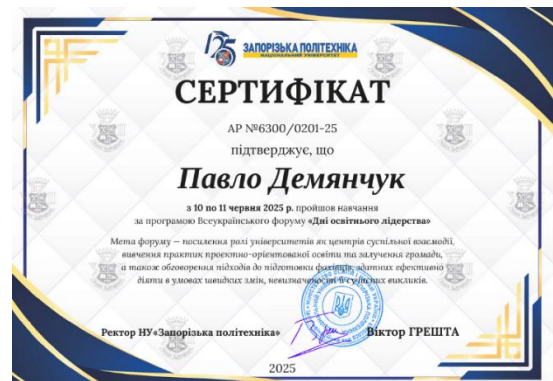 125 ЗАПОРІЗЬКА ПОЛІТЕХНІКА
НАЦІОНАЛЬНИЙ УНІВЕРСИТЕТ
СЕРТИФІКАТ
АР №6300/0201-25
підтверджує, що
Павло Демянчук
з 10 по 11 червня 2025 р. пройшов навчання
за програмою Всеукраїнського форуму «Дні освітнього лідерства»
Мета форуму – посилення ролі університетів як центрів суспільної взаємодії,
вивчення практик проєктно-орієнтованої освіти та залучення громади,
а також обговорення підходів до підготовки фахівців, здатних ефективно
діяти в умовах швидких змін, невизначеності й сучасних викликів.
Ректор НУ«Запорізька політехніка»
Віктор ГРЕШТА
2025